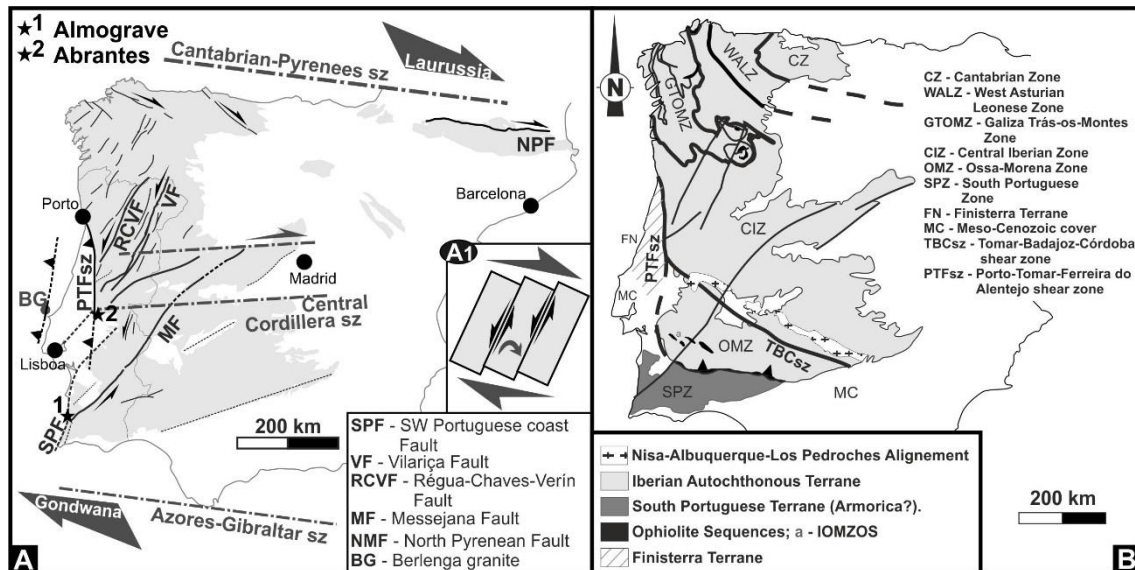 ★1 Almograve
★2 Abrantes
Cantabrian-Pyrenees sz
Laurussia
NPF
Porto
RCVF
VF
Barcelona
PTFsz
Madrid
BG
2
Central
Cordillera sz
MF
Lisboa
A1
1
SPF
200 km
Gondwana
Azores-Gibraltar sz
SPF - SW Portuguese coast
Fault
VF - Vilariça Fault
RCVF - Régua-Chaves-Verín
Fault
MF - Messejana Fault
NMF - North Pyrenean Fault
BG - Berlenga granite
A
B
N
CZ
WALZ
GTOMZ
CIZ
FN
PTFsz
MC
a
OMZ
TBCsz
SPZ
MC
CZ - Cantabrian Zone
WALZ - West Asturian
Leonese Zone
GTOMZ - Galiza Trás-os-Montes
Zone
CIZ - Central Iberian Zone
OMZ - Ossa-Morena Zone
SPZ - South Portuguese
Zone
FN - Finisterra Terrane
MC - Meso-Cenozoic cover
TBCsz - Tomar-Badajoz-Córdoba
shear zone
PTFsz - Porto-Tomar-Ferreira do
Alentejo shear zone
Nisa-Albuquerque-Los Pedroches Alignement
Iberian Autochthonous Terrane
South Portuguese Terrane (Armorica?).
Ophiolite Sequences; a - IOMZOS
Finisterra Terrane
200 km
B